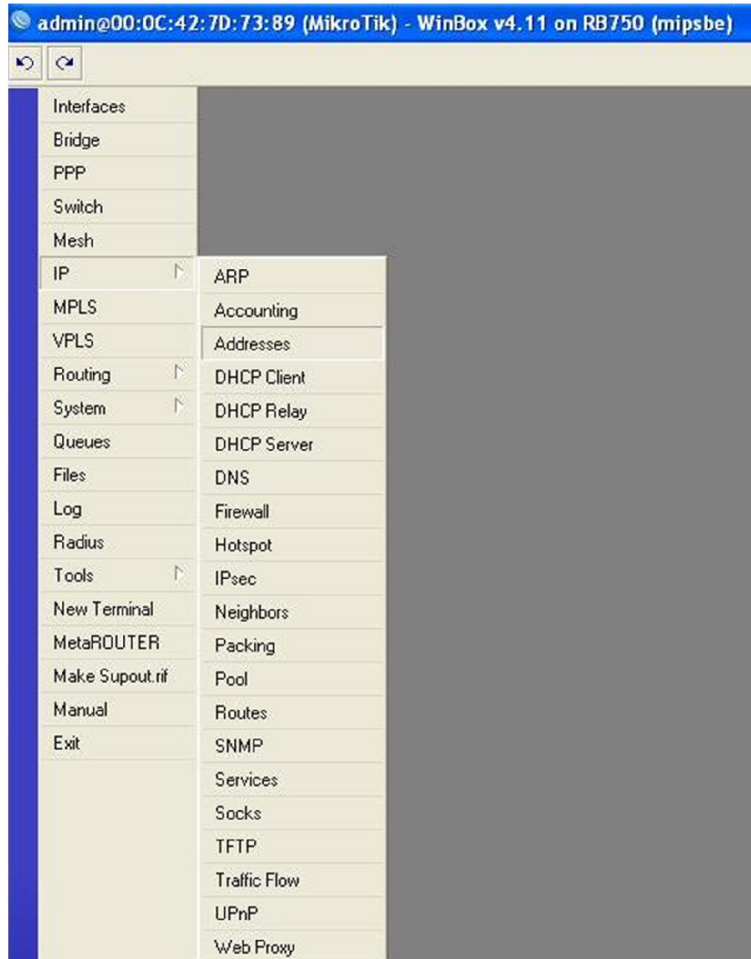 admin@00:0C:42:7D:73:89 (MikroTik) - WinBox v4.11 on RB750 (mipsbe)
Interfaces
Bridge
PPP
Switch
Mesh
IP
MPLS
VPLS
Routing
System
Queues
Files
Log
Radius
Tools
New Terminal
MetaROUTER
Make Supout.rif
Manual
Exit
ARP
Accounting
Addresses
DHCP Client
DHCP Relay
DHCP Server
DNS
Firewall
Hotspot
IPsec
Neighbors
Packing
Pool
Routes
SNMP
Services
Socks
TFTP
Traffic Flow
UPnP
Web Proxy